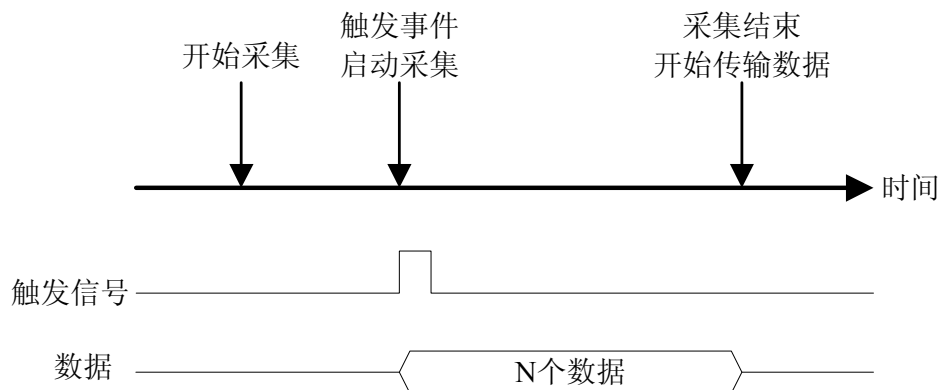 开始采集
触发事件
启动采集
采集结束
开始传输数据
时间
触发信号
数据
N个数据